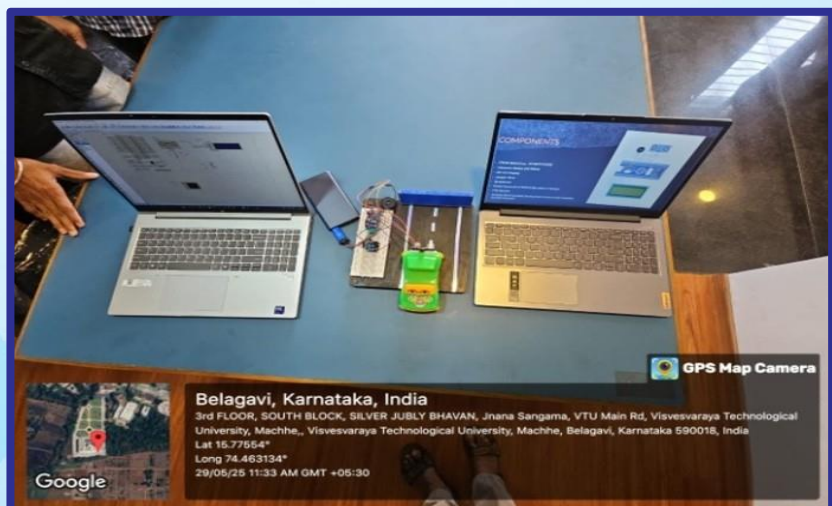 COMPONENTS
GPS Map Camera
Belagavi, Karnataka, India
3rd FLOOR, SOUTH BLOCK, SILVER JUBLY BHAVAN, Jnana Sangama, VTU Main Rd, Visvesvaraya Technological
University, Machhe,, Visvesvaraya Technological University, Machhe, Belagavi, Karnataka 590018, India
Lat 15.77554°
Long 74.463134°
29/05/25 11:33 AM GMT +05:30
Google